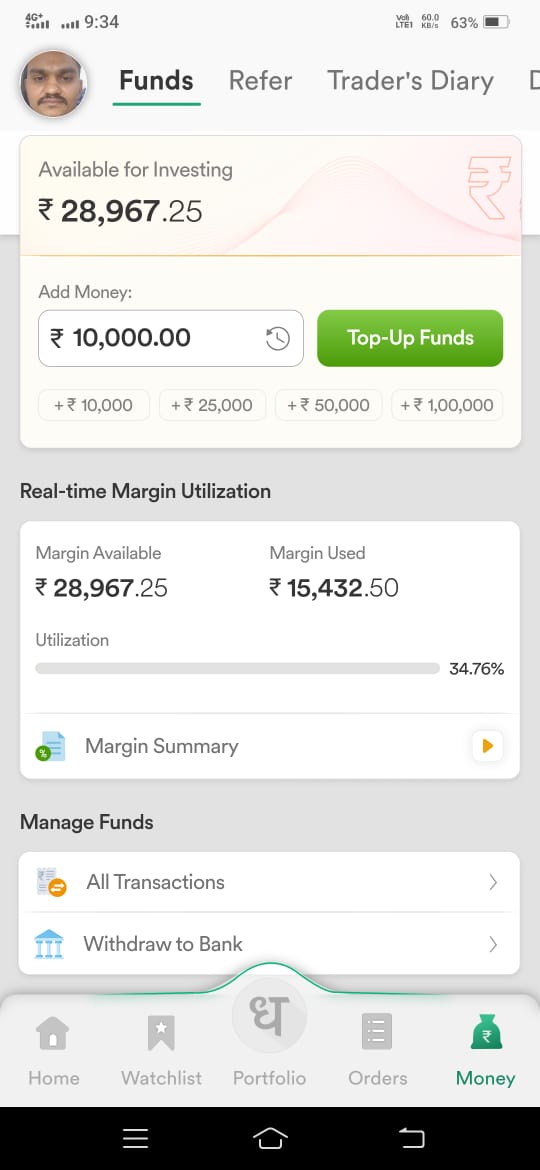 4G+ 9:34 Vo) LTE1 60.0 KB/s 63%
Funds Refer Trader's Diary D
Available for Investing
₹ 28,967.25
Add Money:
₹ 10,000.00 Top-Up Funds
+ ₹ 10,000 + ₹ 25,000 + ₹ 50,000 + ₹ 1,00,000
Real-time Margin Utilization
Margin Available Margin Used
₹ 28,967.25 ₹ 15,432.50
Utilization
34.76%
Margin Summary
Manage Funds
All Transactions
Withdraw to Bank
ध
Home Watchlist Portfolio Orders Money